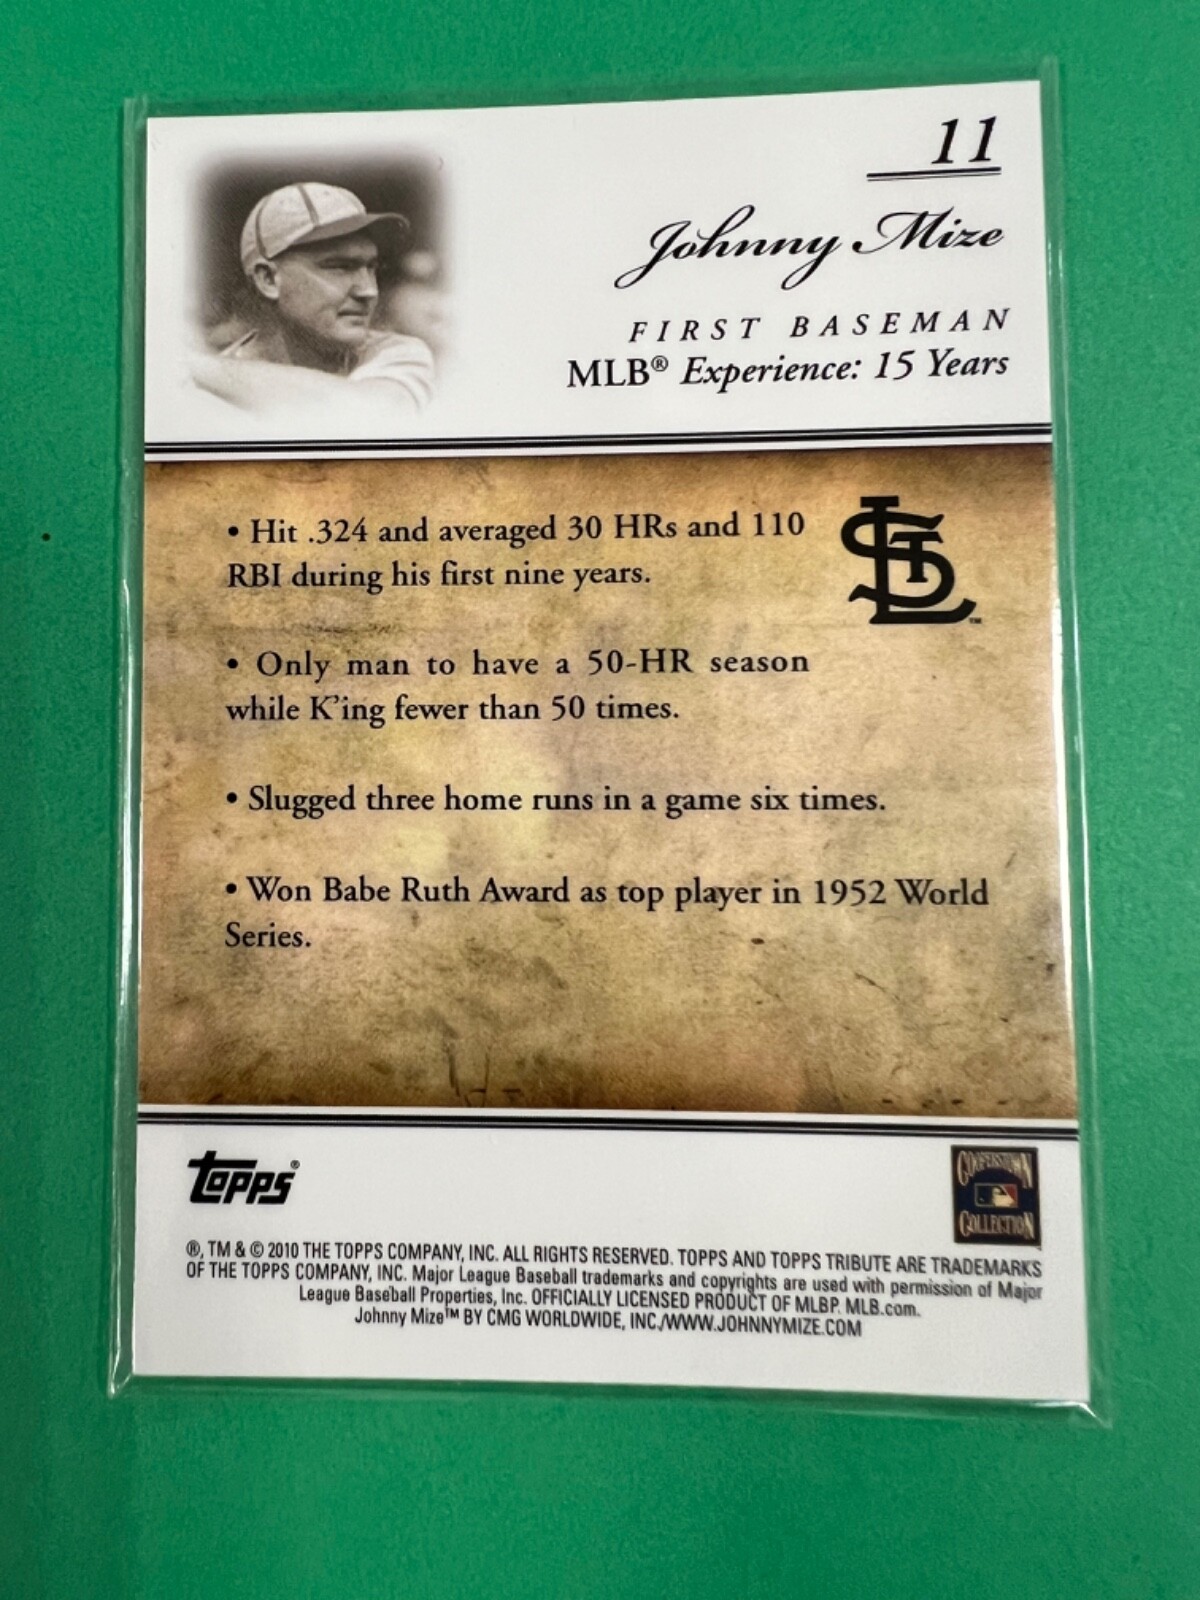 11
Johnny Mize
FIRST BASEMAN
MLB® Experience: 15 Years
• Hit .324 and averaged 30 HRs and 110
RBI during his first nine years.
STL™
• Only man to have a 50-HR season
while K'ing fewer than 50 times.
• Slugged three home runs in a game six times.
• Won Babe Ruth Award as top player in 1952 World
Series.
topps®
COOPERSTOWN
COLLECTION
®, TM & © 2010 THE TOPPS COMPANY, INC. ALL RIGHTS RESERVED. TOPPS AND TOPPS TRIBUTE ARE TRADEMARKS
OF THE TOPPS COMPANY, INC. Major League Baseball trademarks and copyrights are used with permission of Major
League Baseball Properties, Inc. OFFICIALLY LICENSED PRODUCT OF MLBP. MLB.com.
Johnny Mize™ BY CMG WORLDWIDE, INC./WWW.JOHNNYMIZE.COM